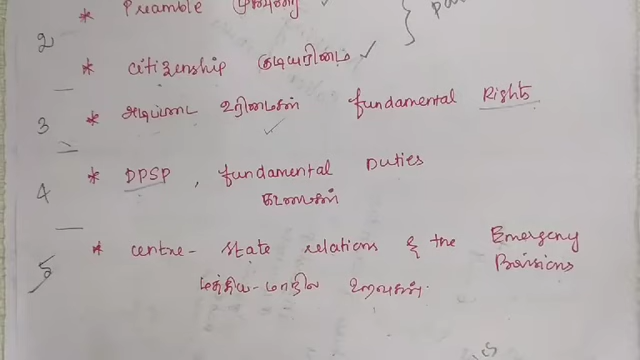 * Preamble முகவுரை ✓
2
* citizenship குடியுரிமை ✓
3 * அடிப்படை உரிமைகள் fundamental Rights
✓
4 * DPSP, fundamental Duties
கடமைகள்
5 * centre-state relations & the Emergency
மத்திய-மாநில உறவுகள்.